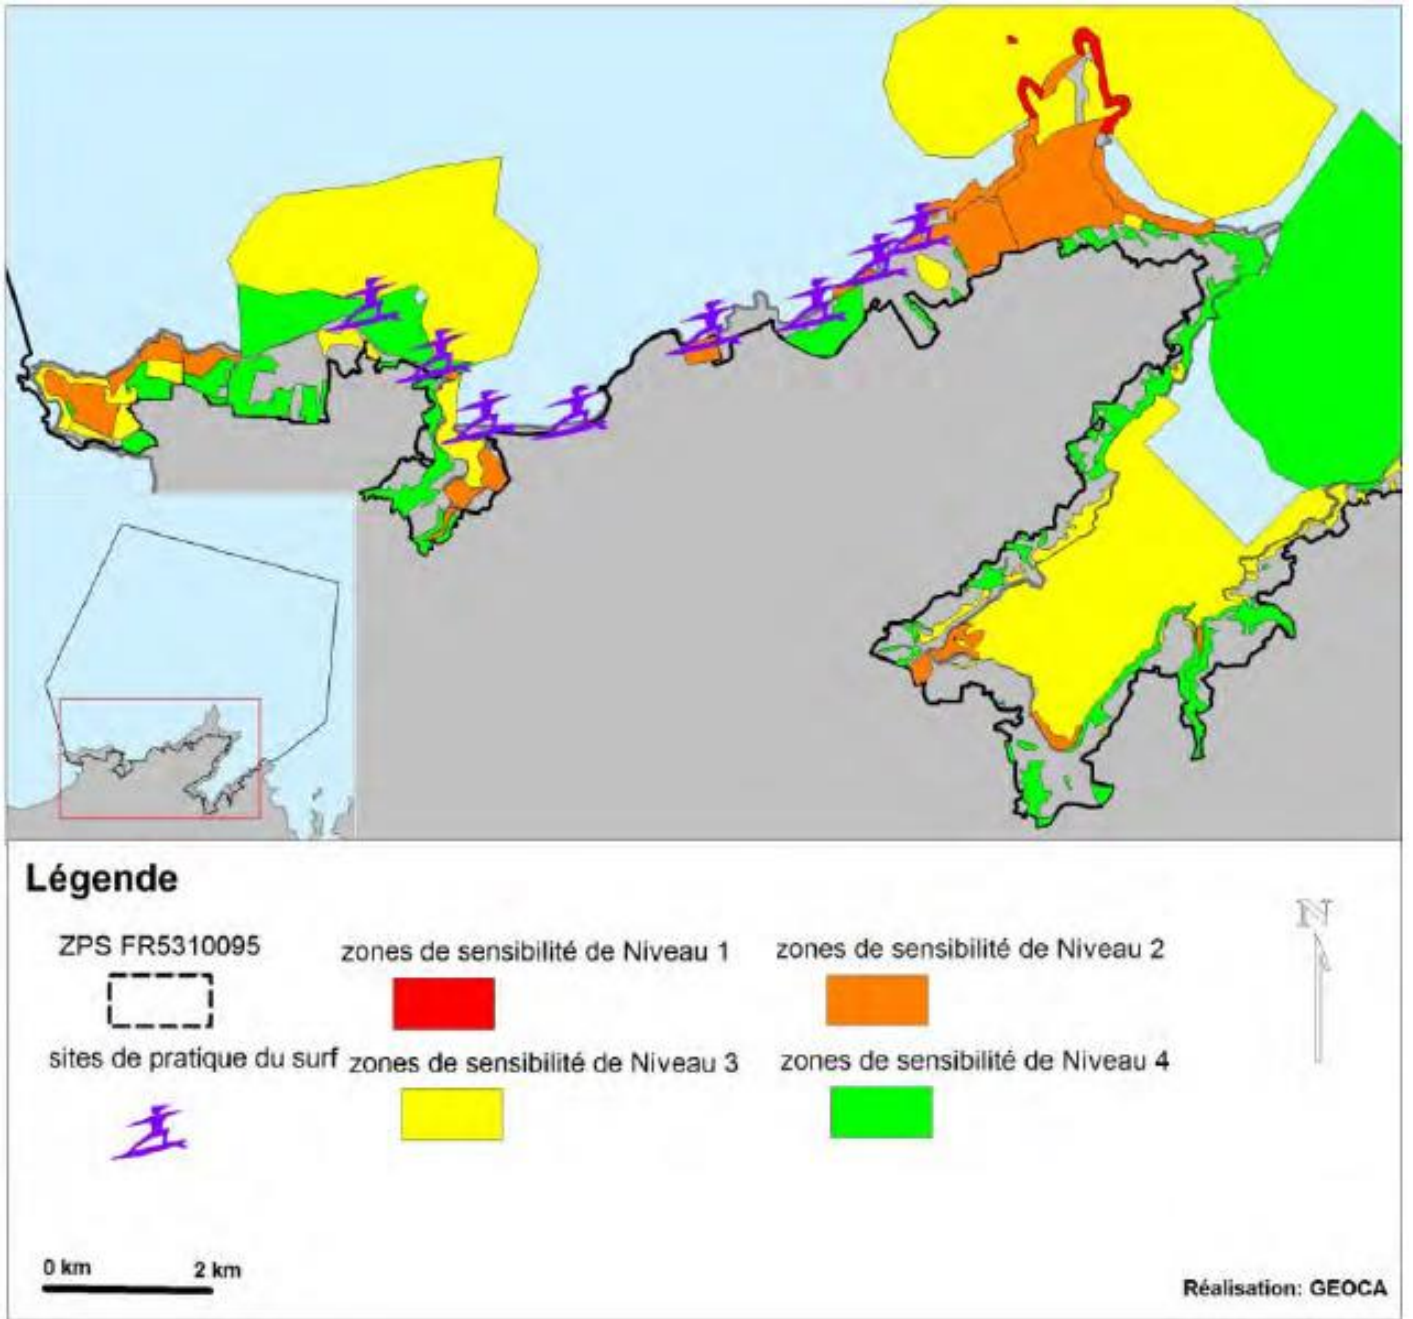 Légende
ZPS FR5310095
zones de sensibilité de Niveau 1
zones de sensibilité de Niveau 2
sites de pratique du surf
zones de sensibilité de Niveau 3
zones de sensibilité de Niveau 4
N
0 km 2 km
Réalisation: GEOCA